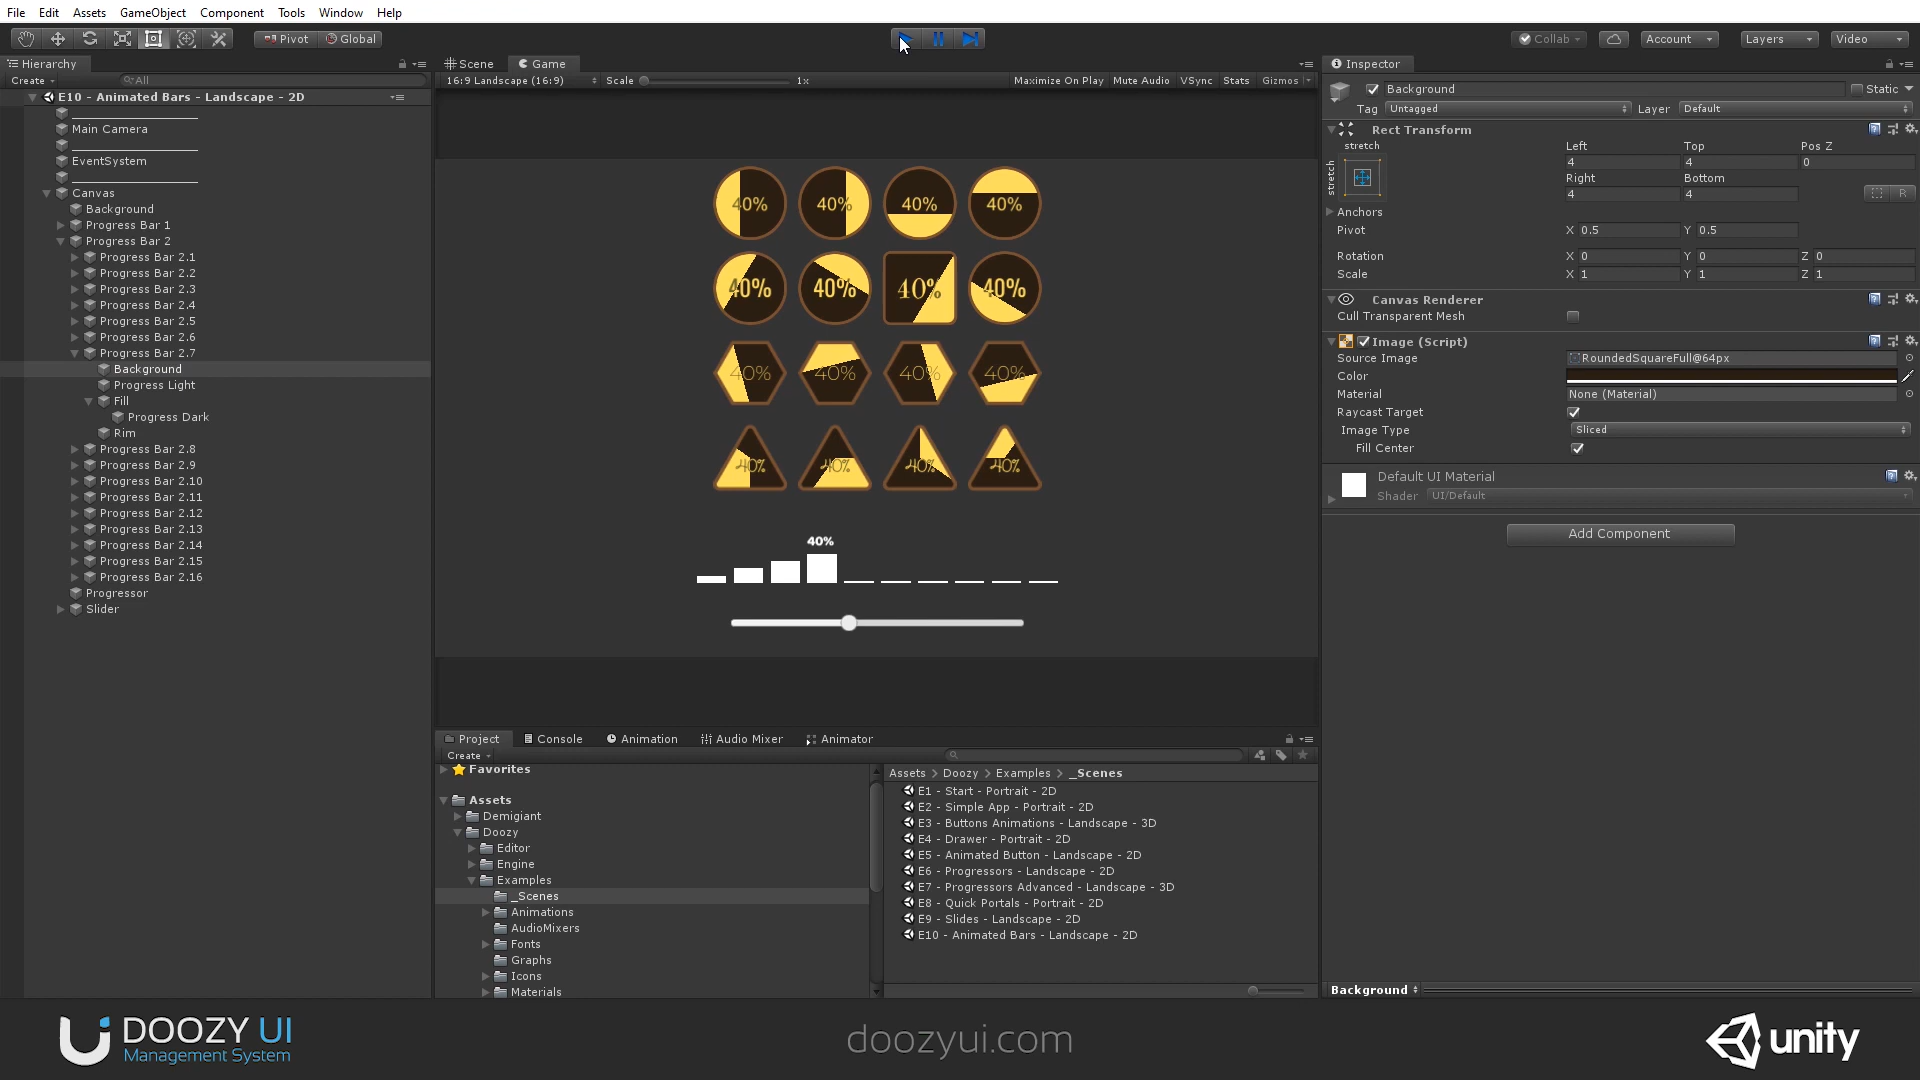 File Edit Assets GameObject Component Tools Window Help
Pivot Global
Collab Account Layers Video
Hierarchy
Create All
E10 - Animated Bars - Landscape - 2D
Main Camera
EventSystem
Canvas
Background
Progress Bar 1
Progress Bar 2
Progress Bar 2.1
Progress Bar 2.2
Progress Bar 2.3
Progress Bar 2.4
Progress Bar 2.5
Progress Bar 2.6
Progress Bar 2.7
Background
Progress Light
Fill
Progress Dark
Rim
Progress Bar 2.8
Progress Bar 2.9
Progress Bar 2.10
Progress Bar 2.11
Progress Bar 2.12
Progress Bar 2.13
Progress Bar 2.14
Progress Bar 2.15
Progress Bar 2.16
Progressor
Slider
Scene Game
16:9 Landscape (16:9) Scale 1x Maximize On Play Mute Audio VSync Stats Gizmos
40% 40% 40% 40%
40% 40% 40% 40%
40% 40% 40% 40%
40% 40% 40% 40%
40%
Project Console Animation Audio Mixer Animator
Create
Favorites
Assets
Demigiant
Doozy
Editor
Engine
Examples
_Scenes
Animations
AudioMixers
Fonts
Graphs
Icons
Materials
Assets > Doozy > Examples > _Scenes
E1 - Start - Portrait - 2D
E2 - Simple App - Portrait - 2D
E3 - Buttons Animations - Landscape - 3D
E4 - Drawer - Portrait - 2D
E5 - Animated Button - Landscape - 2D
E6 - Progressors - Landscape - 2D
E7 - Progressors Advanced - Landscape - 3D
E8 - Quick Portals - Portrait - 2D
E9 - Slides - Landscape - 2D
E10 - Animated Bars - Landscape - 2D
Inspector
Background Static
Tag Untagged Layer Default
Rect Transform
stretch
stretch
Left Top Pos Z
4 4 0
Right Bottom
4 4 R
Anchors
Pivot X 0.5 Y 0.5
Rotation X 0 Y 0 Z 0
Scale X 1 Y 1 Z 1
Canvas Renderer
Cull Transparent Mesh
Image (Script)
Source Image RoundedSquareFull@64px
Color
Material None (Material)
Raycast Target
Image Type Sliced
Fill Center
Default UI Material
Shader UI/Default
Add Component
Background
DOOZY UI
Management System
doozyui.com
unity